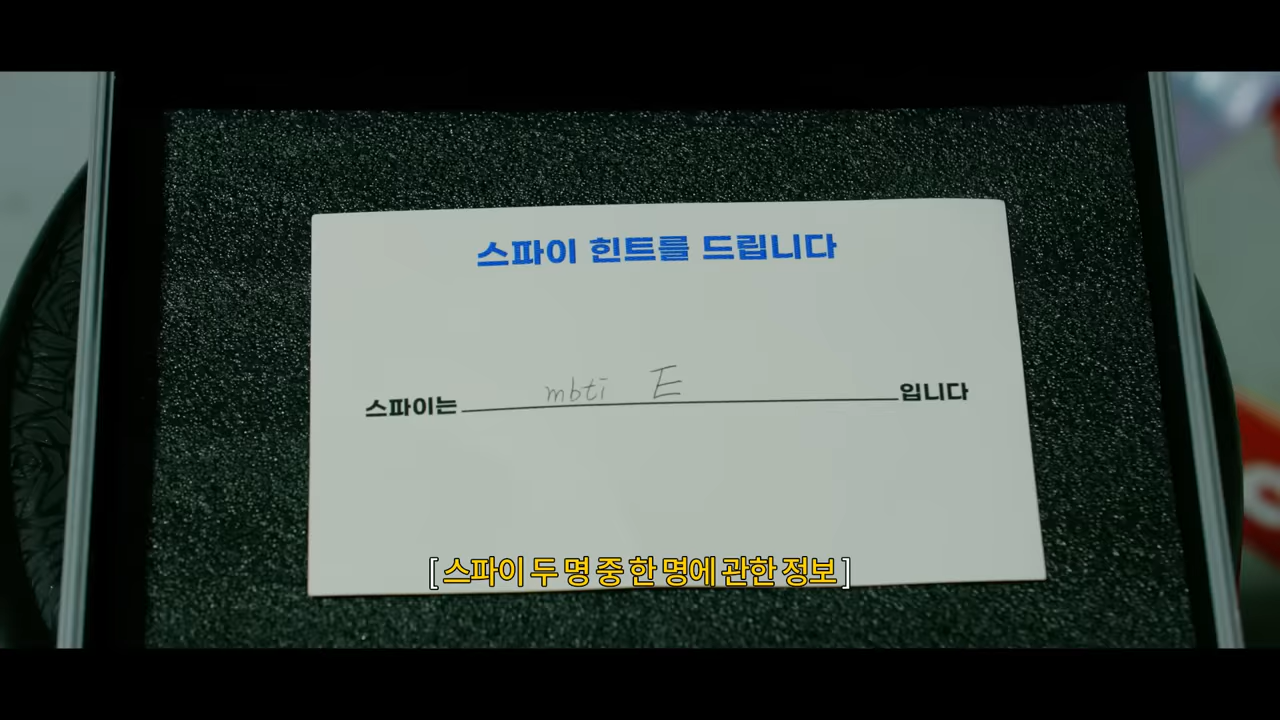 스파이 힌트를 드립니다
스파이는 mbti E 입니다
[스파이 두 명 중 한 명에 관한 정보]